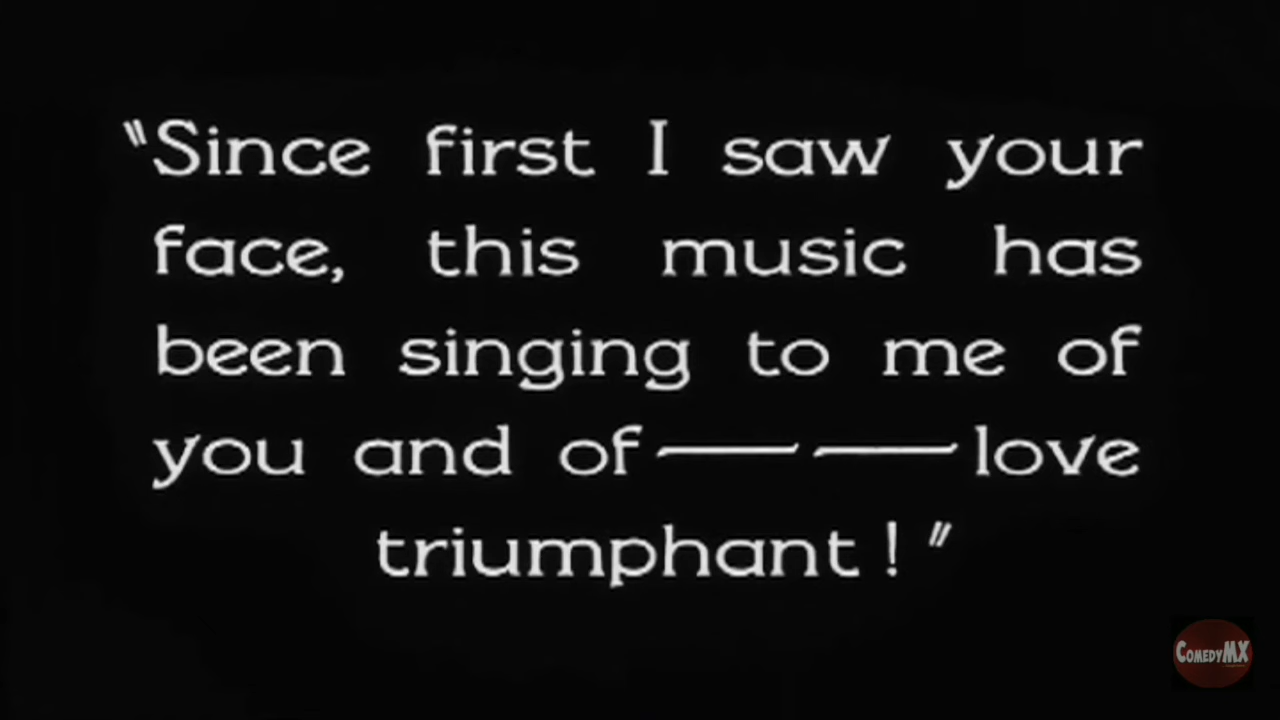 "Since first I saw your
face, this music has
been singing to me of
you and of — — love
triumphant ! "
COMEDYMX